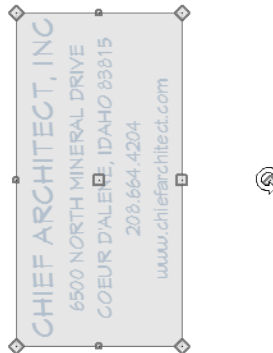 CHIEF ARCHITECT, INC
6500 NORTH MINERAL DRIVE
COEUR D'ALENE, IDAHO 83815
208.664.4204
www.chiefarchitect.com